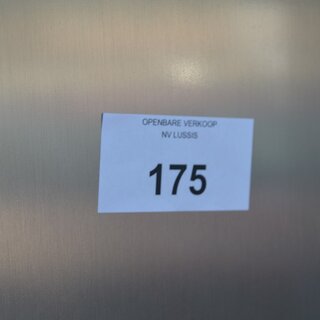 OPENBARE VERKOOP
NV LUSSIS
175